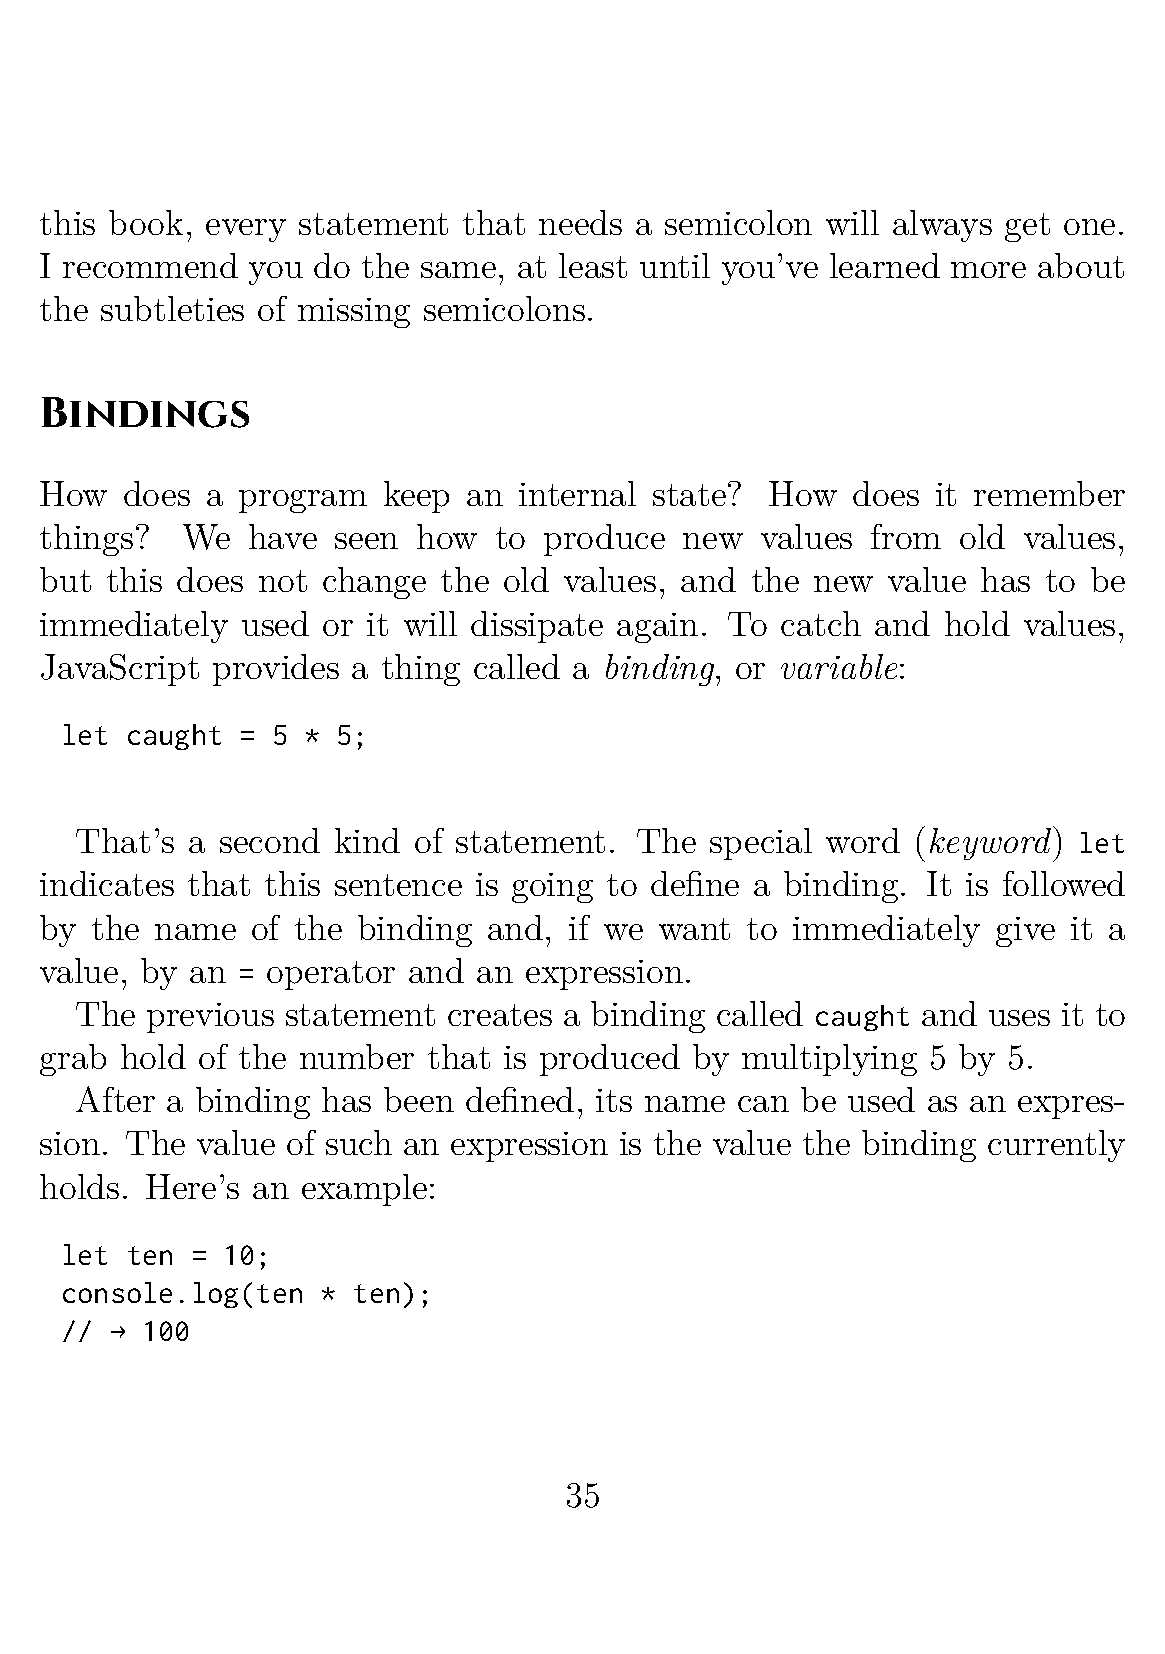 this book, every statement that needs a semicolon will always get one.
I recommend you do the same, at least until you’ve learned more about
the subtleties of missing semicolons.
Bindings
How does a program keep an internal state? How does it remember
things? We have seen how to produce new values from old values,
but this does not change the old values, and the new value has to be
immediately used or it will dissipate again. To catch and hold values,
JavaScript provides a thing called a binding, or variable:
let caught = 5 * 5;
That’s a second kind of statement. The special word (keyword) let
indicates that this sentence is going to define a binding. It is followed
by the name of the binding and, if we want to immediately give it a
value, by an = operator and an expression.
The previous statement creates a binding called caught and uses it to
grab hold of the number that is produced by multiplying 5 by 5.
After a binding has been defined, its name can be used as an expres-
sion. The value of such an expression is the value the binding currently
holds. Here’s an example:
let ten = 10;
console.log(ten * ten);
// → 100
35